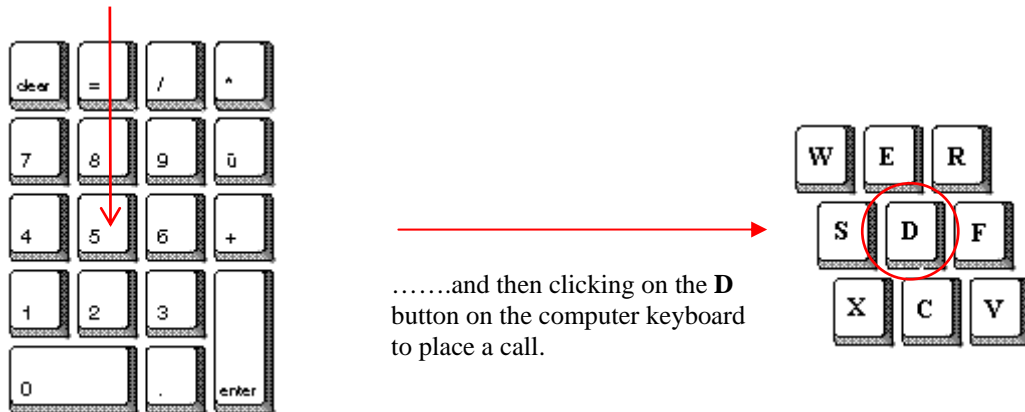 clear = / *
7 8 9 ū
4 5 6 +
1 2 3
0 . enter
…….and then clicking on the D
button on the computer keyboard
to place a call.
W E R
S D F
X C V